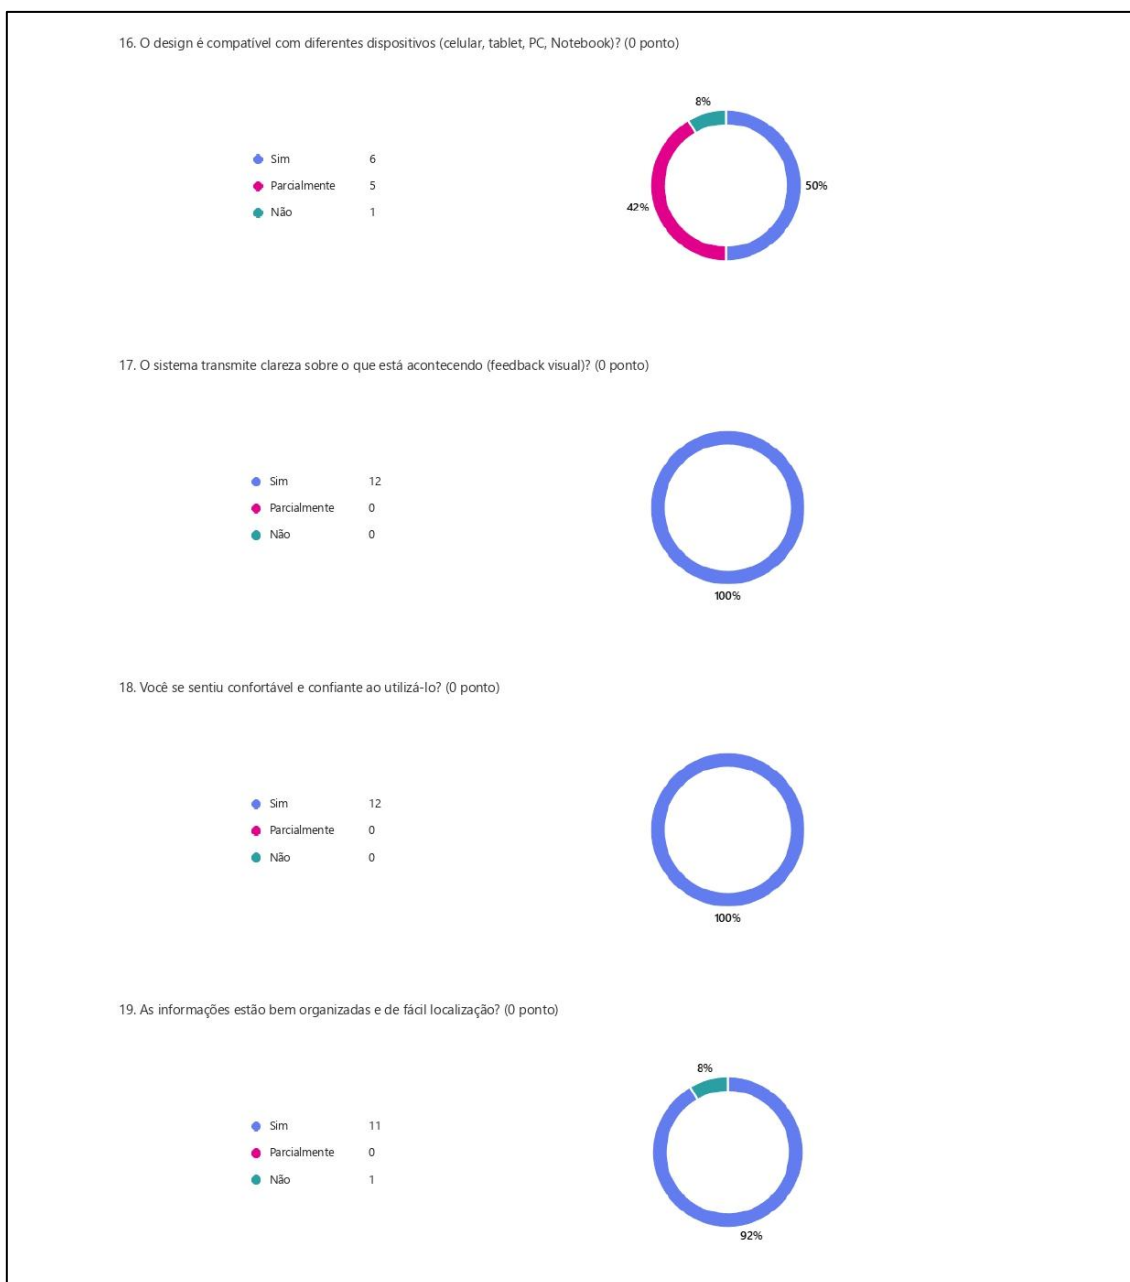 16. O design é compatível com diferentes dispositivos (celular, tablet, PC, Notebook)? (0 ponto)
8%
Sim 6
Parcialmente 5
50%
42%
Não 1
17. O sistema transmite clareza sobre o que está acontecendo (feedback visual)? (0 ponto)
Sim 12
Parcialmente 0
Não 0
100%
18. Você se sentiu confortável e confiante ao utilizá-lo? (0 ponto)
Sim 12
Parcialmente 0
Não 0
100%
19. As informações estão bem organizadas e de fácil localização? (0 ponto)
8%
Sim 11
Parcialmente 0
Não 1
92%